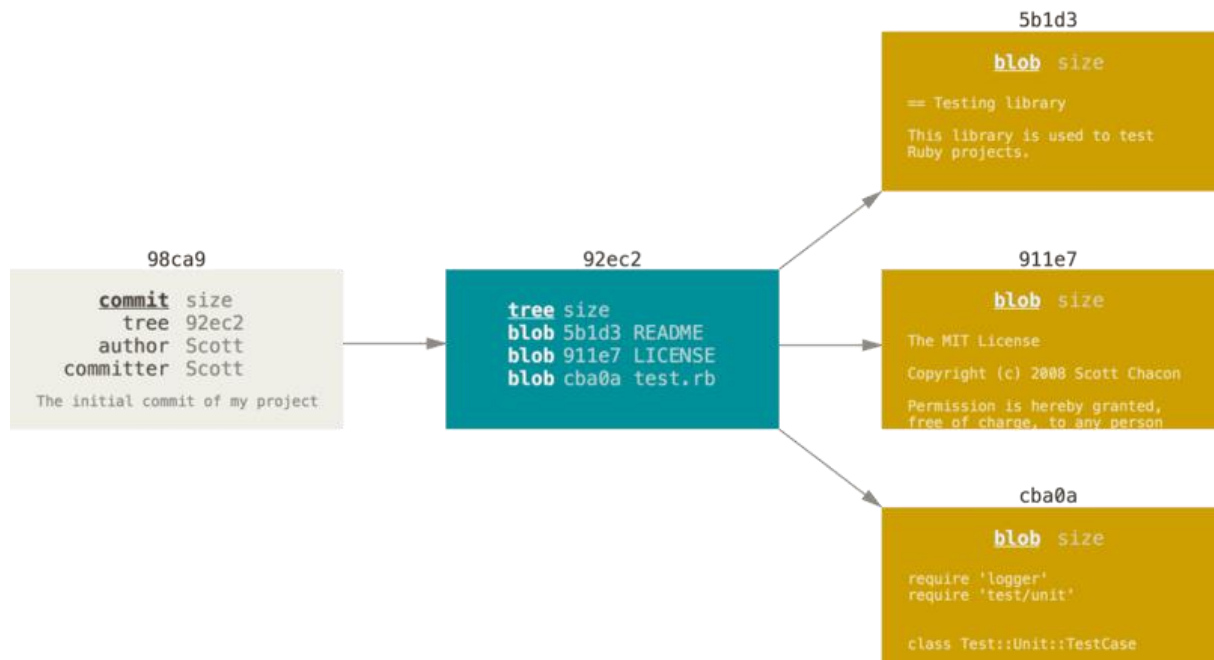 98ca9
commit size
tree 92ec2
author Scott
committer Scott
The initial commit of my project
92ec2
tree size
blob 5b1d3 README
blob 911e7 LICENSE
blob cba0a test.rb
5b1d3
blob size
== Testing library
This library is used to test
Ruby projects.
911e7
blob size
The MIT License
Copyright (c) 2008 Scott Chacon
Permission is hereby granted,
free of charge, to any person
cba0a
blob size
require 'logger'
require 'test/unit'
class Test::Unit::TestCase